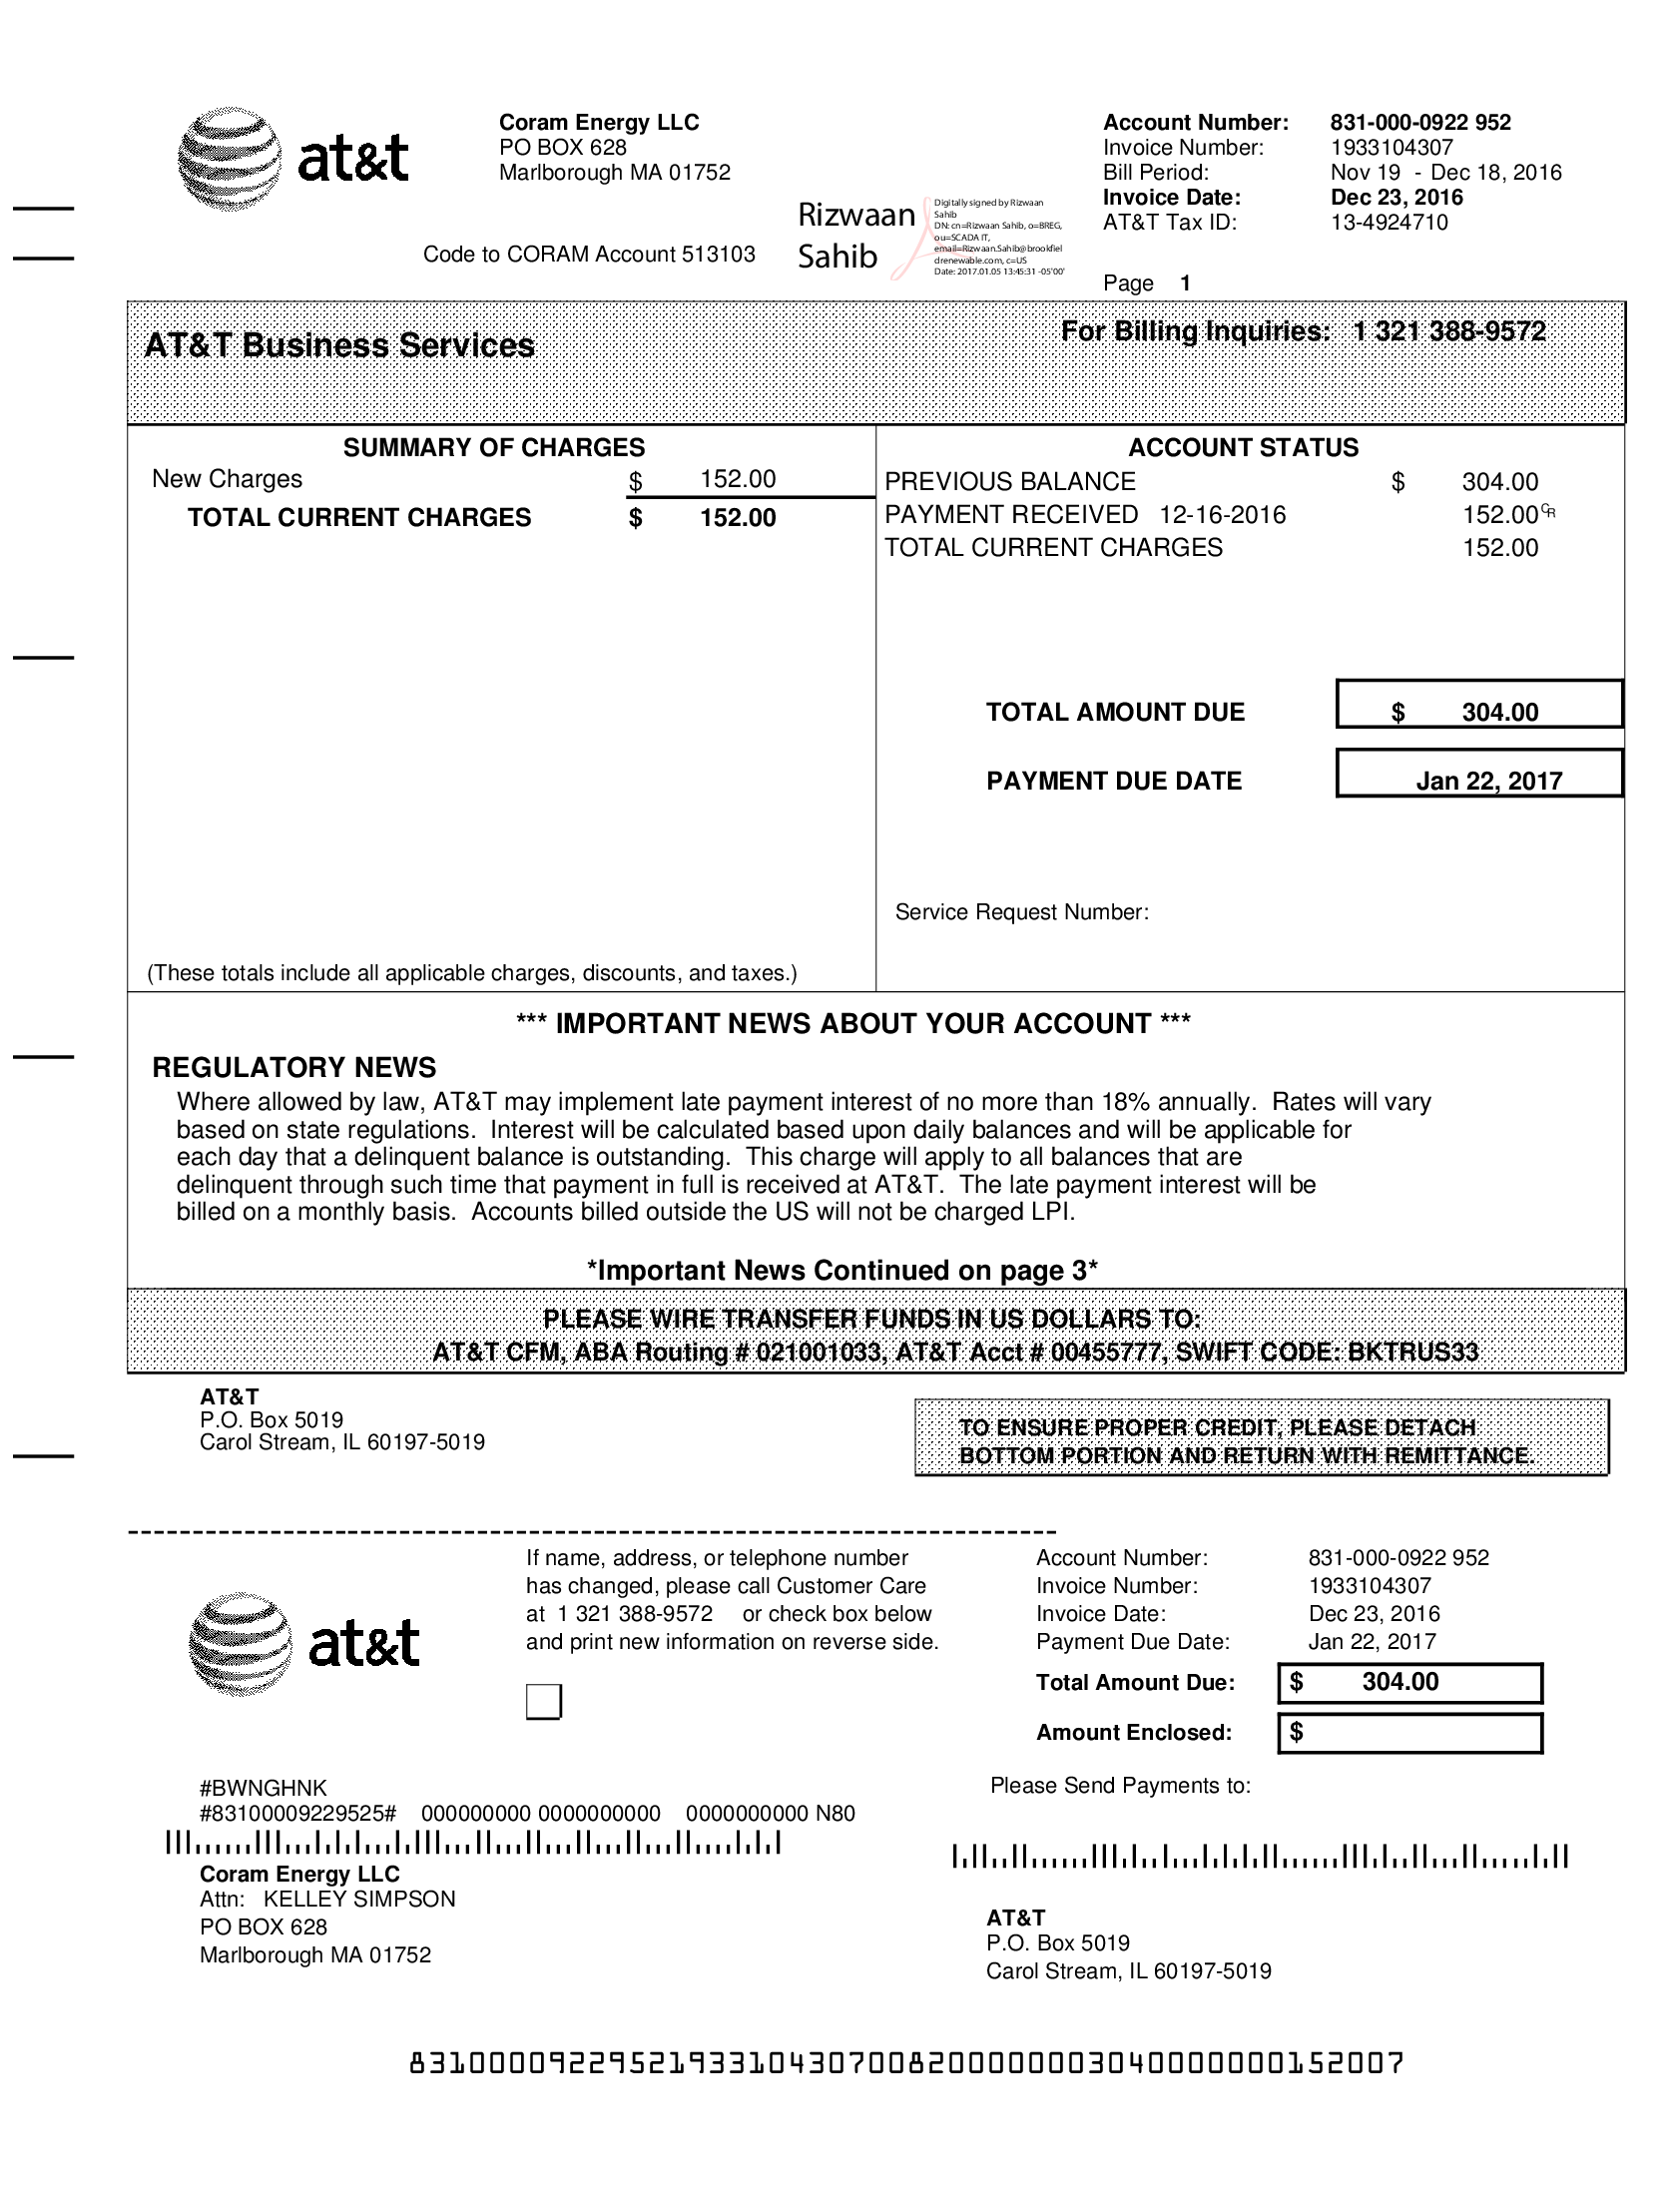 at&t
Coram Energy LLC
PO BOX 628
Marlborough MA 01752
Account Number: 831-000-0922 952
Invoice Number: 1933104307
Bill Period: Nov 19 - Dec 18, 2016
Invoice Date: Dec 23, 2016
AT&T Tax ID: 13-4924710
Page 1
Code to CORAM Account 513103
Rizwaan
Sahib
Digitally signed by Rizwaan
Sahib
DN: cn=Rizwaan Sahib, o=BREG,
ou=SCADA IT,
email=Rizwaan.Sahib@brookfiel
drenewable.com, c=US
Date: 2017.01.05 13:45:31 -05'00'
AT&T Business Services
For Billing Inquiries: 1 321 388-9572
SUMMARY OF CHARGES
New Charges $ 152.00
TOTAL CURRENT CHARGES $ 152.00
(These totals include all applicable charges, discounts, and taxes.)
ACCOUNT STATUS
PREVIOUS BALANCE $ 304.00
PAYMENT RECEIVED 12-16-2016 152.00CR
TOTAL CURRENT CHARGES 152.00
TOTAL AMOUNT DUE $ 304.00
PAYMENT DUE DATE Jan 22, 2017
Service Request Number:
*** IMPORTANT NEWS ABOUT YOUR ACCOUNT ***
REGULATORY NEWS
Where allowed by law, AT&T may implement late payment interest of no more than 18% annually. Rates will vary
based on state regulations. Interest will be calculated based upon daily balances and will be applicable for
each day that a delinquent balance is outstanding. This charge will apply to all balances that are
delinquent through such time that payment in full is received at AT&T. The late payment interest will be
billed on a monthly basis. Accounts billed outside the US will not be charged LPI.
*Important News Continued on page 3*
PLEASE WIRE TRANSFER FUNDS IN US DOLLARS TO:
AT&T CFM, ABA Routing # 021001033, AT&T Acct # 00455777, SWIFT CODE: BKTRUS33
AT&T
P.O. Box 5019
Carol Stream, IL 60197-5019
TO ENSURE PROPER CREDIT, PLEASE DETACH
BOTTOM PORTION AND RETURN WITH REMITTANCE.
at&t
If name, address, or telephone number
has changed, please call Customer Care
at 1 321 388-9572 or check box below
and print new information on reverse side.
Account Number: 831-000-0922 952
Invoice Number: 1933104307
Invoice Date: Dec 23, 2016
Payment Due Date: Jan 22, 2017
Total Amount Due: $ 304.00
Amount Enclosed: $
#BWNGHNK
#83100009229525# 000000000 0000000000 0000000000 N80
Coram Energy LLC
Attn: KELLEY SIMPSON
PO BOX 628
Marlborough MA 01752
Please Send Payments to:
AT&T
P.O. Box 5019
Carol Stream, IL 60197-5019
831000092295219331043070082000000030400000000152007